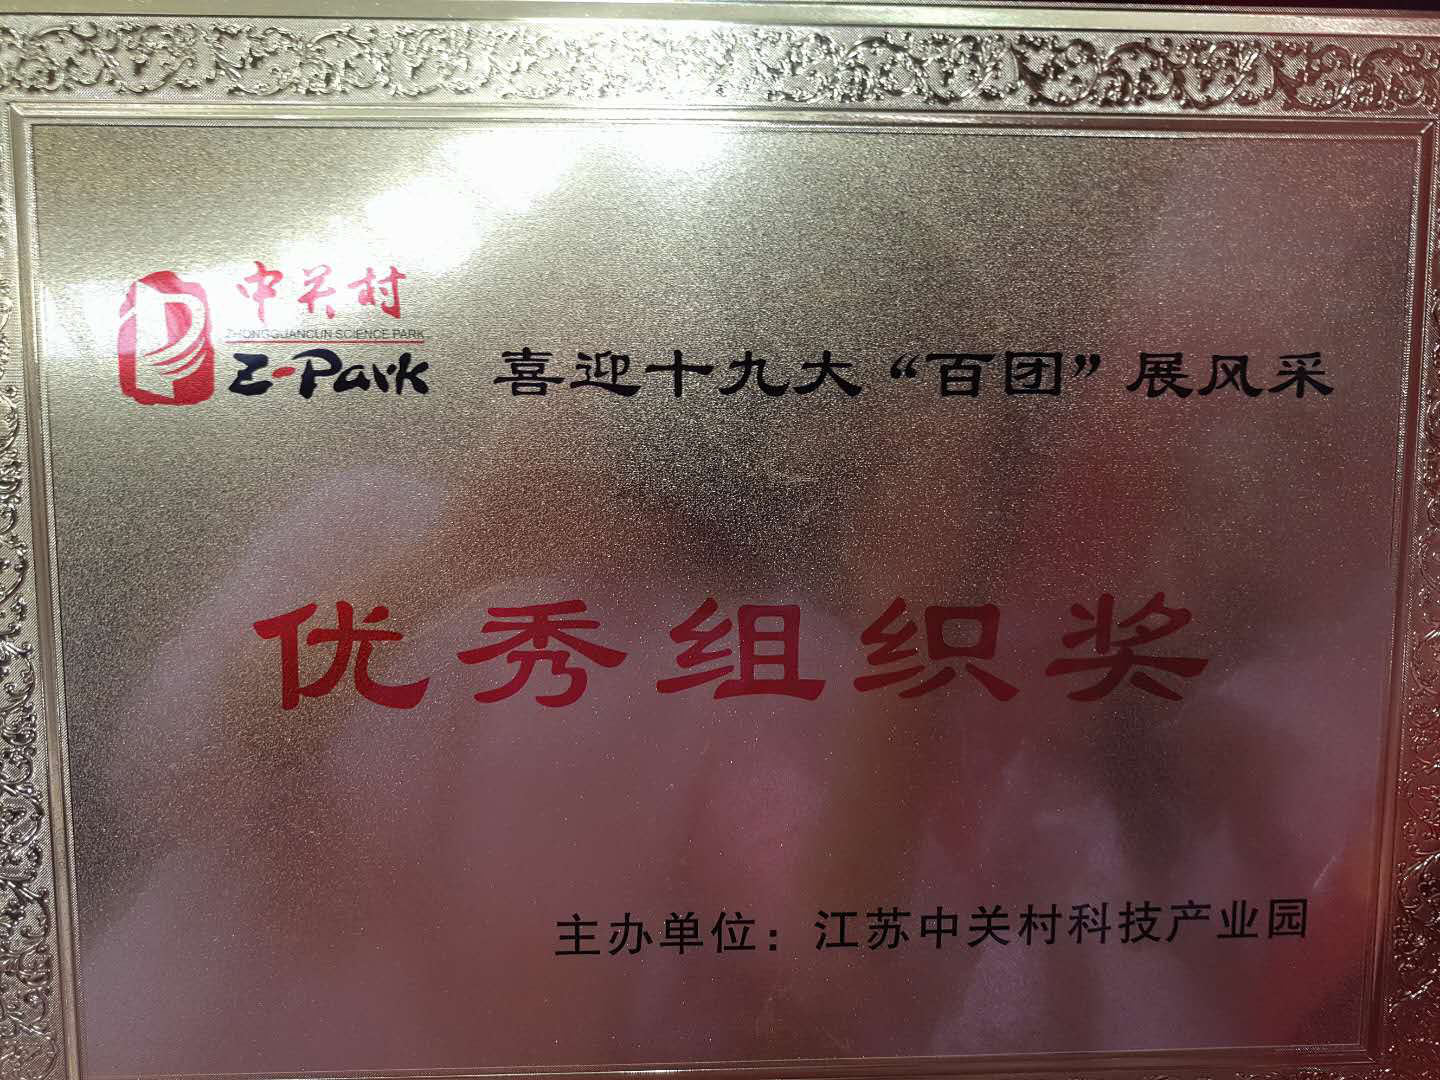 中关村
ZHONGGUANCUN SCIENCE PARK
Z-Park
喜迎十九大“百团”展风采
优秀组织奖
主办单位：江苏中关村科技产业园